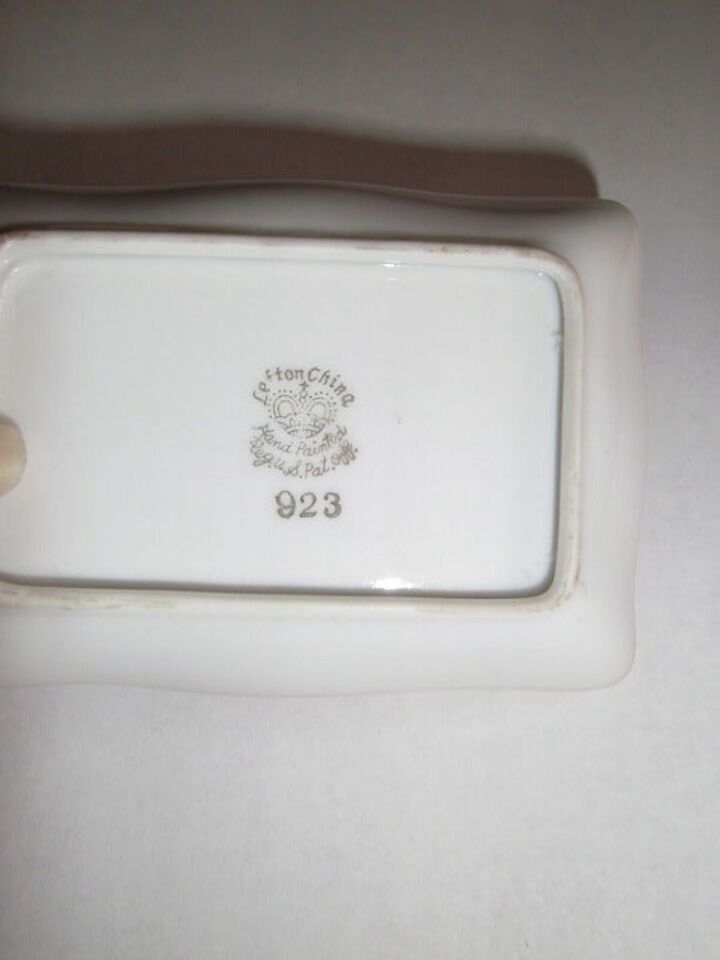 Lefton China
Hand Painted
Reg. U.S. Pat. Off.
923